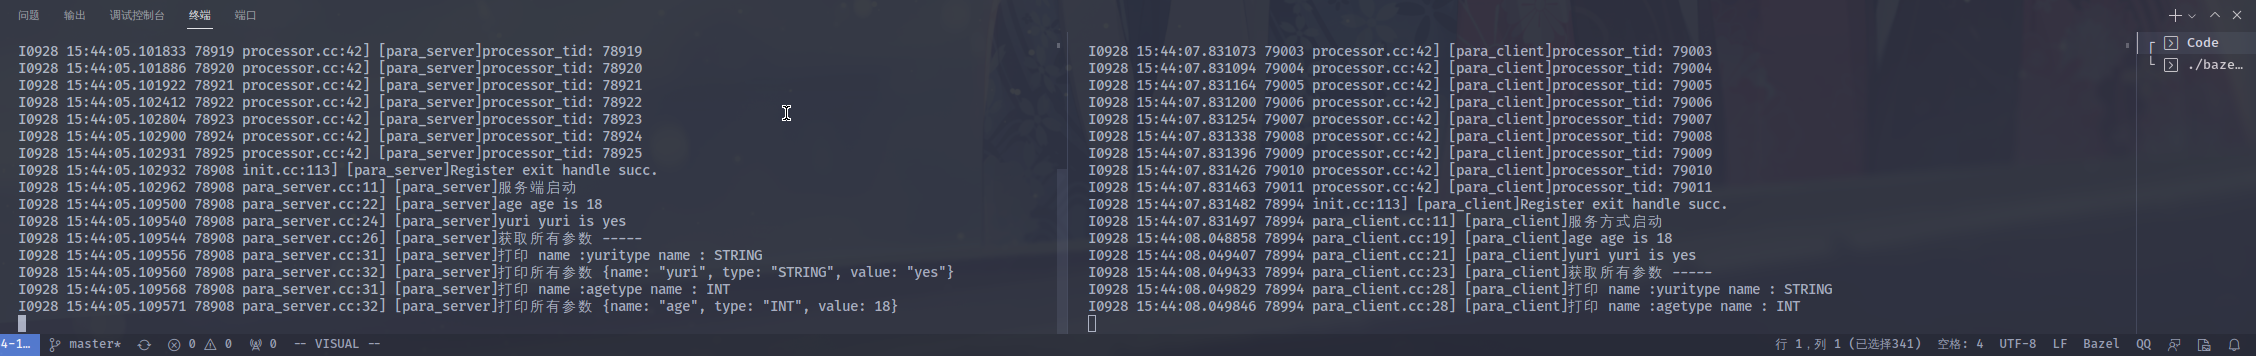 问题 输出 调试控制台 终端 端口
I0928 15:44:05.101833 78919 processor.cc:42] [para_server]processor_tid: 78919
I0928 15:44:05.101886 78920 processor.cc:42] [para_server]processor_tid: 78920
I0928 15:44:05.101922 78921 processor.cc:42] [para_server]processor_tid: 78921
I0928 15:44:05.102412 78922 processor.cc:42] [para_server]processor_tid: 78922
I0928 15:44:05.102804 78923 processor.cc:42] [para_server]processor_tid: 78923
I0928 15:44:05.102900 78924 processor.cc:42] [para_server]processor_tid: 78924
I0928 15:44:05.102931 78925 processor.cc:42] [para_server]processor_tid: 78925
I0928 15:44:05.102932 78908 init.cc:113] [para_server]Register exit handle succ.
I0928 15:44:05.102962 78908 para_server.cc:11] [para_server]服务端启动
I0928 15:44:05.109500 78908 para_server.cc:22] [para_server]age age is 18
I0928 15:44:05.109540 78908 para_server.cc:24] [para_server]yuri yuri is yes
I0928 15:44:05.109544 78908 para_server.cc:26] [para_server]获取所有参数 -----
I0928 15:44:05.109556 78908 para_server.cc:31] [para_server]打印 name :yuritype name : STRING
I0928 15:44:05.109560 78908 para_server.cc:32] [para_server]打印所有参数 {name: "yuri", type: "STRING", value: "yes"}
I0928 15:44:05.109568 78908 para_server.cc:31] [para_server]打印 name :agetype name : INT
I0928 15:44:05.109571 78908 para_server.cc:32] [para_server]打印所有参数 {name: "age", type: "INT", value: 18}
I0928 15:44:07.831073 79003 processor.cc:42] [para_client]processor_tid: 79003
I0928 15:44:07.831094 79004 processor.cc:42] [para_client]processor_tid: 79004
I0928 15:44:07.831164 79005 processor.cc:42] [para_client]processor_tid: 79005
I0928 15:44:07.831200 79006 processor.cc:42] [para_client]processor_tid: 79006
I0928 15:44:07.831254 79007 processor.cc:42] [para_client]processor_tid: 79007
I0928 15:44:07.831338 79008 processor.cc:42] [para_client]processor_tid: 79008
I0928 15:44:07.831396 79009 processor.cc:42] [para_client]processor_tid: 79009
I0928 15:44:07.831426 79010 processor.cc:42] [para_client]processor_tid: 79010
I0928 15:44:07.831463 79011 processor.cc:42] [para_client]processor_tid: 79011
I0928 15:44:07.831482 78994 init.cc:113] [para_client]Register exit handle succ.
I0928 15:44:07.831497 78994 para_client.cc:11] [para_client]服务方式启动
I0928 15:44:08.048858 78994 para_client.cc:19] [para_client]age age is 18
I0928 15:44:08.049407 78994 para_client.cc:21] [para_client]yuri yuri is yes
I0928 15:44:08.049433 78994 para_client.cc:23] [para_client]获取所有参数 -----
I0928 15:44:08.049829 78994 para_client.cc:28] [para_client]打印 name :yuritype name : STRING
I0928 15:44:08.049846 78994 para_client.cc:28] [para_client]打印 name :agetype name : INT
Code
./baze…
4-1… master* 0 0 0 -- VISUAL -- 行 1，列 1 (已选择341) 空格: 4 UTF-8 LF Bazel QQ